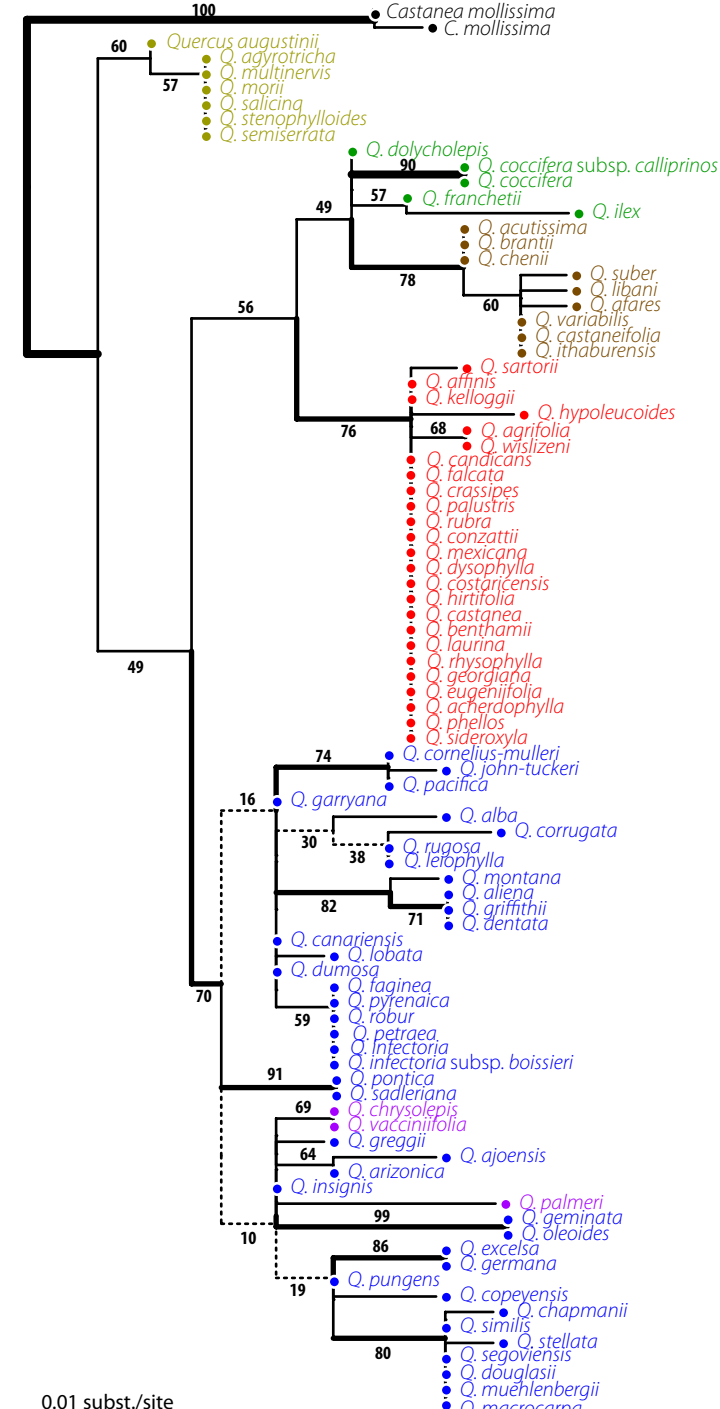 100
Castanea mollissima
C. mollissima
60
Quercus augustinii
Q. agyrotricha
57
Q. multinervis
Q. morii
Q. salicina
Q. stenophylloides
Q. semiserrata
Q. dolycholepis
90
Q. coccifera subsp. calliprinos
Q. coccifera
57
Q. franchetii
49
Q. ilex
Q. acutissima
Q. brantii
Q. chenii
78
Q. suber
Q. libani
60
Q. afares
56
Q. variabilis
Q. castaneifolia
Q. ithaburensis
Q. sartorii
Q. affinis
Q. kelloggii
Q. hypoleucoides
76
68
Q. agrifolia
Q. wislizeni
Q. candicans
Q. falcata
Q. crassipes
Q. palustris
Q. rubra
Q. conzattii
Q. mexicana
Q. dysophylla
Q. costaricensis
Q. hirtifolia
Q. castanea
Q. benthamii
Q. laurina
Q. rhysophylla
49
Q. georgiana
Q. eugeniifolia
Q. acherdophylla
Q. phellos
Q. sideroxyla
74
Q. cornelius-mulleri
Q. john-tuckeri
Q. pacifica
16
Q. garryana
Q. alba
30
Q. corrugata
38
Q. rugosa
Q. leiophylla
Q. montana
82
Q. aliena
71
Q. griffithii
Q. dentata
Q. canariensis
Q. lobata
Q. dumosa
70
Q. faginea
Q. pyrenaica
59
Q. robur
Q. petraea
Q. Infectoria
Q. infectoria subsp. boissieri
91
Q. pontica
Q. sadleriana
69
Q. chrysolepis
Q. vacciniifolia
Q. greggii
64
Q. ajoensis
Q. arizonica
Q. insignis
Q. palmeri
10
99
Q. geminata
Q. oleoides
86
Q. excelsa
Q. germana
19
Q. pungens
Q. copeyensis
Q. chapmanii
Q. similis
80
Q. stellata
Q. segoviensis
Q. douglasii
Q. muehlenbergii
0.01 subst./site
Q. macrocarpa